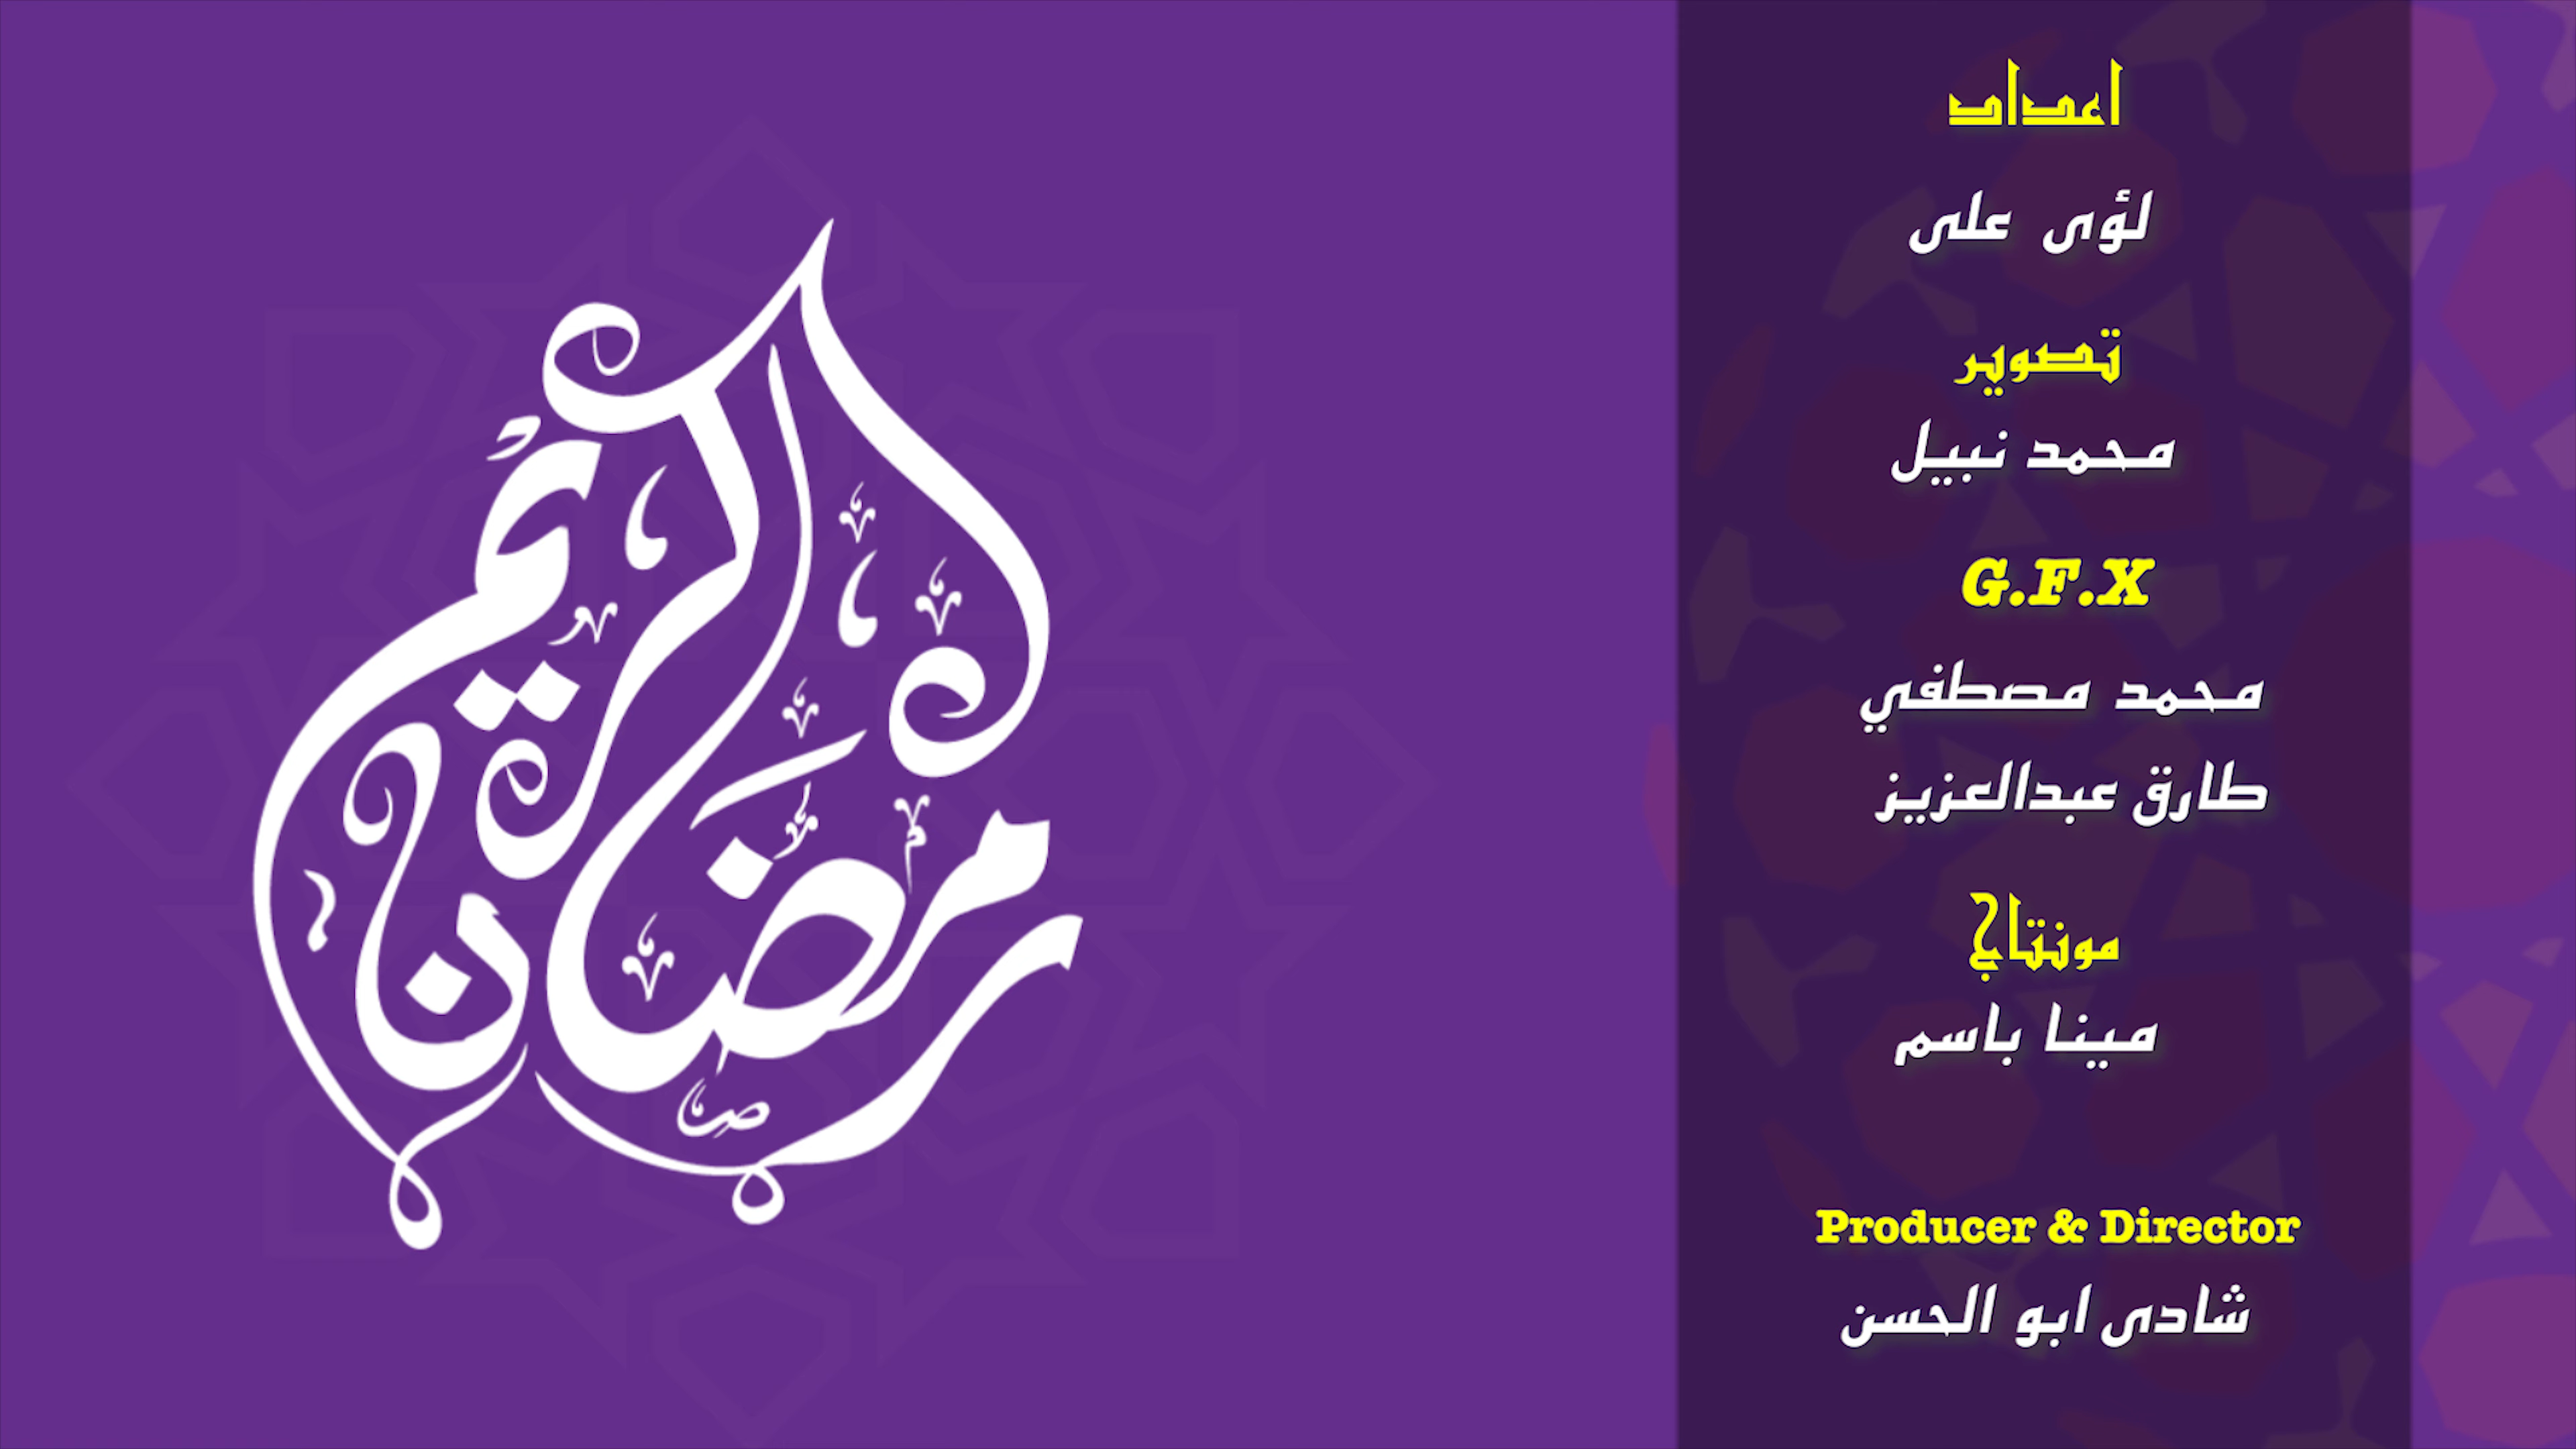 رمضان كريم
اعداد
لؤى على
تصوير
محمد نبيل
G.F.X
محمد مصطفي
طارق عبدالعزيز
مونتاج
مينا باسم
Producer & Director
شادى ابو الحسن